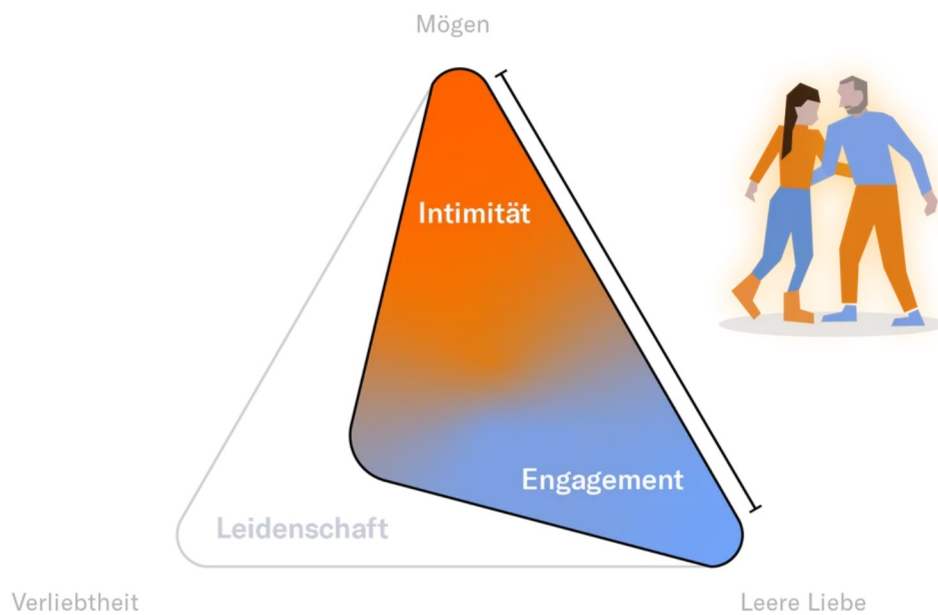 Mögen
Intimität
Engagement
Leidenschaft
Verliebtheit
Leere Liebe